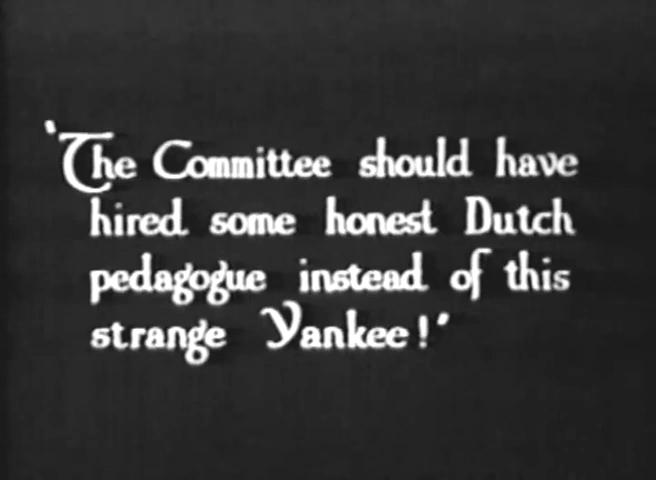 'The Committee should have
hired some honest Dutch
pedagogue instead of this
strange Yankee!'